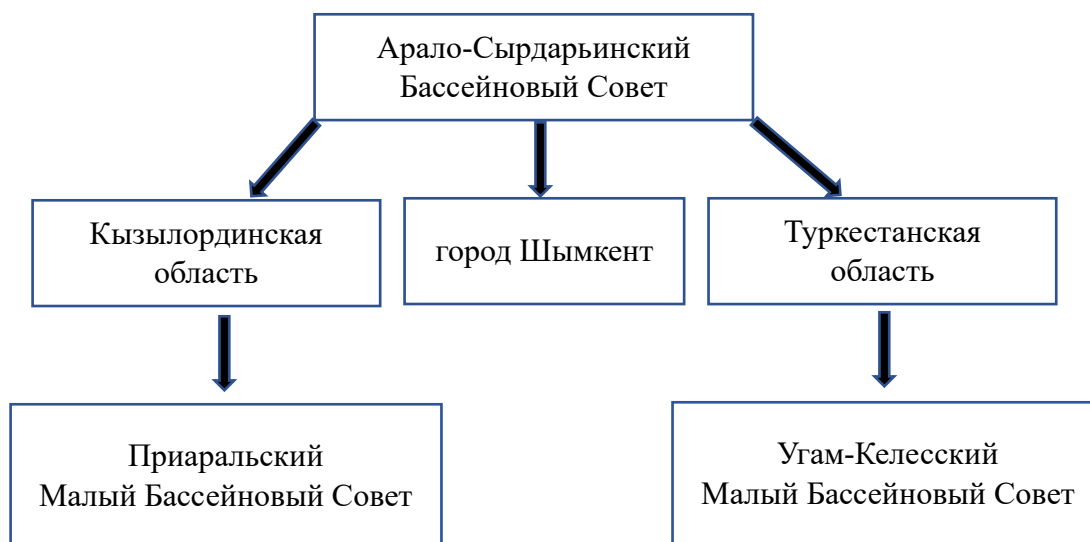 Арало-Сырдарьинский
Бассейновый Совет
Кызылординская
область
город Шымкент
Туркестанская
область
Приаральский
Малый Бассейновый Совет
Угам-Келесский
Малый Бассейновый Совет